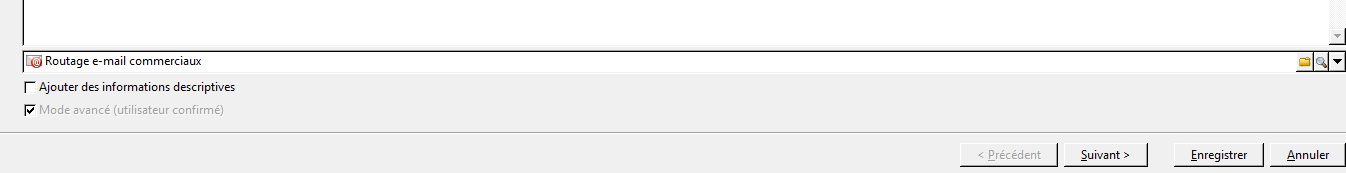 Routage e-mail commerciaux
Ajouter des informations descriptives
Mode avancé (utilisateur confirmé)
< Précédent Suivant > Enregistrer Annuler